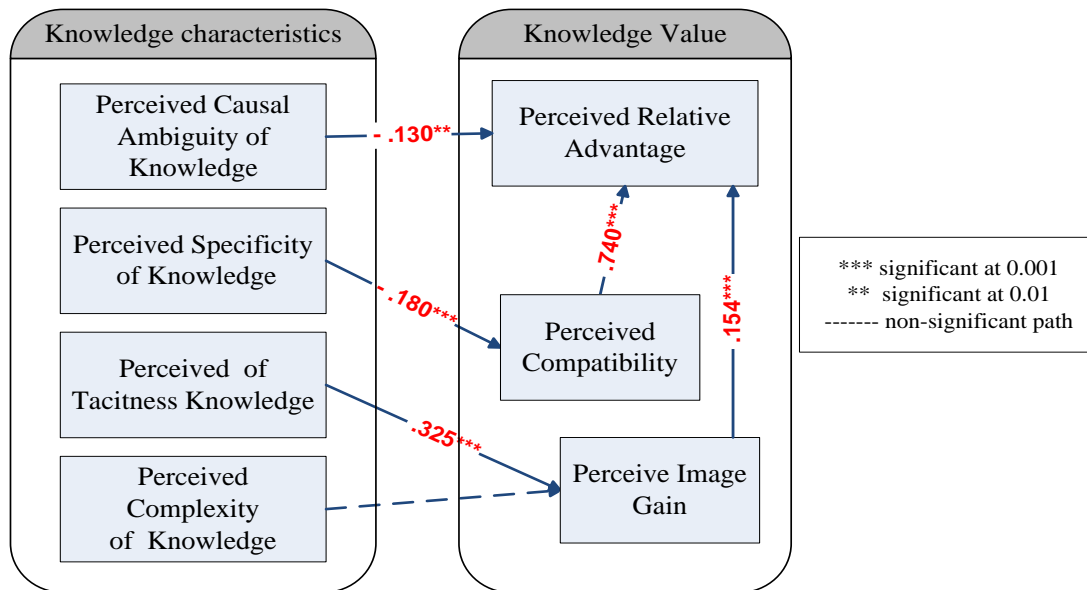 Knowledge characteristics
Perceived Causal
Ambiguity of
Knowledge
Perceived Specificity
of Knowledge
Perceived  of
Tacitness Knowledge
Perceived
Complexity
of  Knowledge
- .130**
- .180***
.325***
Knowledge Value
Perceived Relative
Advantage
.740***
.154***
Perceived
Compatibility
Perceive Image
Gain
*** significant at 0.001
**  significant at 0.01
------- non-significant path